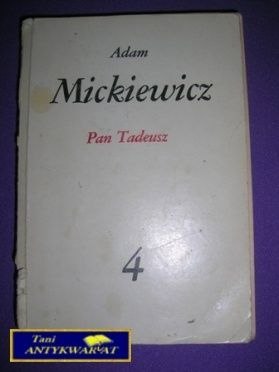 Adam
Mickiewicz
Pan Tadeusz
4
Tani
ANTYKWARIAT